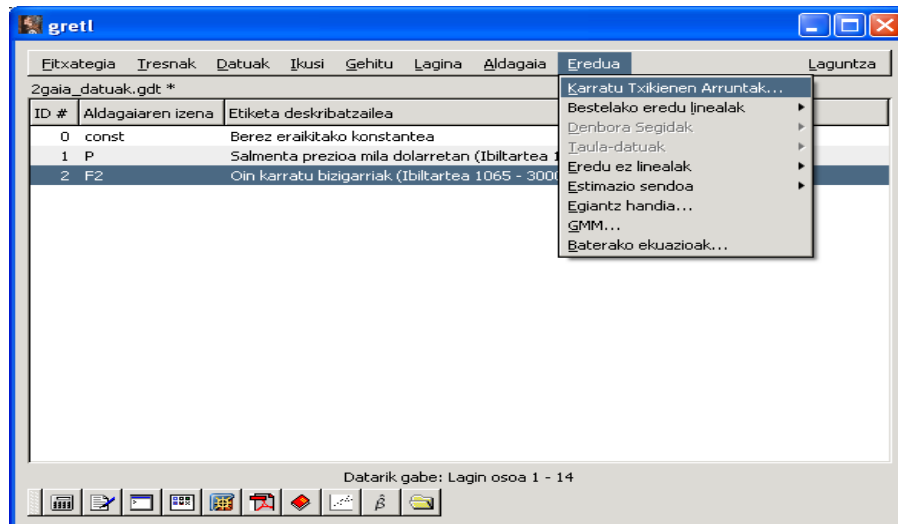 gretl
Fitxategia Tresnak Datuak Ikusi Gehitu Lagina Aldagaia Eredua Laguntza
2gaia_datuak.gdt *
ID # Aldagaiaren izena Etiketa deskribatzailea
0 const Berez eraikitako konstantea
1 P Salmenta prezioa mila dolarretan (Ibiltartea 1
2 F2 Oin karratu bizigarriak (Ibiltartea 1065 - 3000
Karratu Txikienen Arruntak...
Bestelako eredu linealak
Denbora Segidak
Taula-datuak
Eredu ez linealak
Estimazio sendoa
Egiantz handia...
GMM...
Baterako ekuazioak...
Datarik gabe: Lagin osoa 1 - 14
β̂